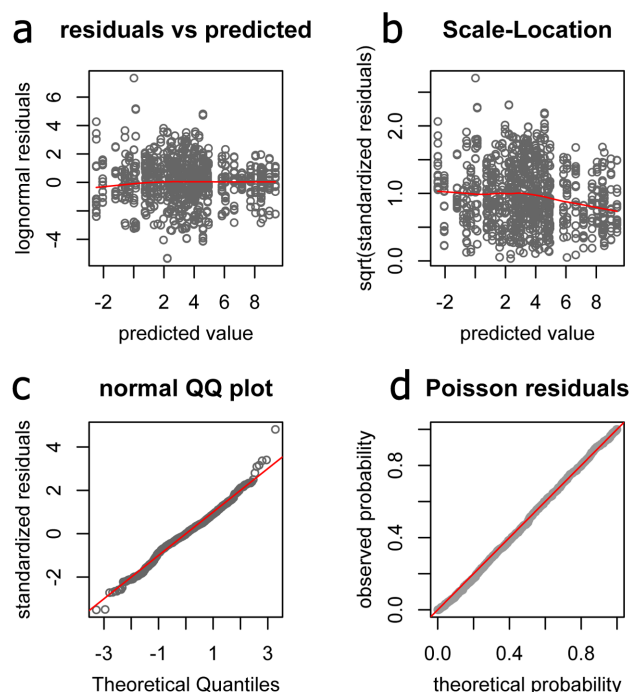 a residuals vs predicted
lognormal residuals
6
4
2
0
-4
-2 0 2 4 6 8
predicted value
b Scale-Location
sqrt(standardized residuals)
2.0
1.0
0.0
-2 0 2 4 6 8
predicted value
c normal QQ plot
standardized residuals
4
2
0
-2
-3 -1 1 3
Theoretical Quantiles
d Poisson residuals
observed probability
0.8
0.4
0.0
0.0 0.4 0.8
theoretical probability